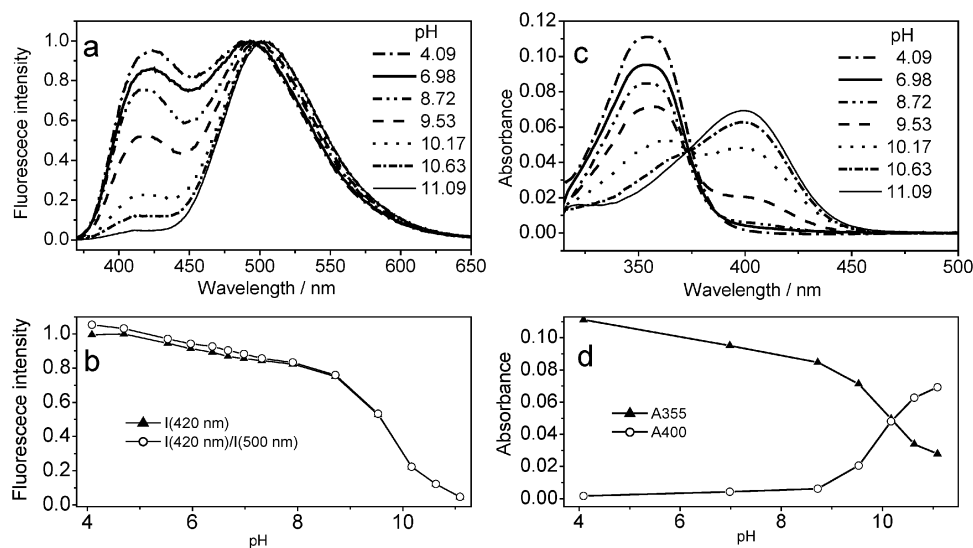 a
Fluorescece intensity
1.0
0.8
0.6
0.4
0.2
0.0
pH
4.09
6.98
8.72
9.53
10.17
10.63
11.09
400 450 500 550 600 650
Wavelength / nm
c
Absorbance
0.12
0.10
0.08
0.06
0.04
0.02
0.00
pH
4.09
6.98
8.72
9.53
10.17
10.63
11.09
350 400 450 500
Wavelength / nm
b
Fluorescece intensity
1.0
0.8
0.6
0.4
0.2
0.0
I(420 nm)
I(420 nm)/I(500 nm)
4 6 8 10
pH
d
Absorbance
0.10
0.08
0.06
0.04
0.02
0.00
A355
A400
4 6 8 10
pH